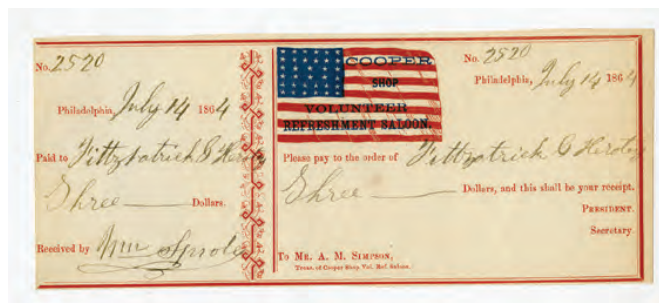 No. 2520
Philadelphia, July 14 1864
Paid to Fittzpatrick &
Three Dollars.
Received by Wm
COOPER
SHOP
VOLUNTEER
REFRESHMENT SALOON.
No. 2520
Philadelphia, July 14 1864
Please pay to the order of Fittzpatrick &
Three Dollars, and this shall be your receipt.
PRESIDENT.
Secretary.
To MR. A. M. SIMPSON,
Treas. of Cooper Shop Vol. Ref. Saloon.